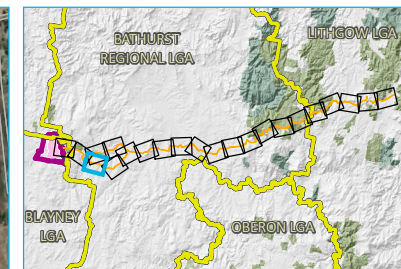 BATHURST
REGIONAL LGA
LITHGOW LGA
BLAYNEY
LGA
OBERON LGA